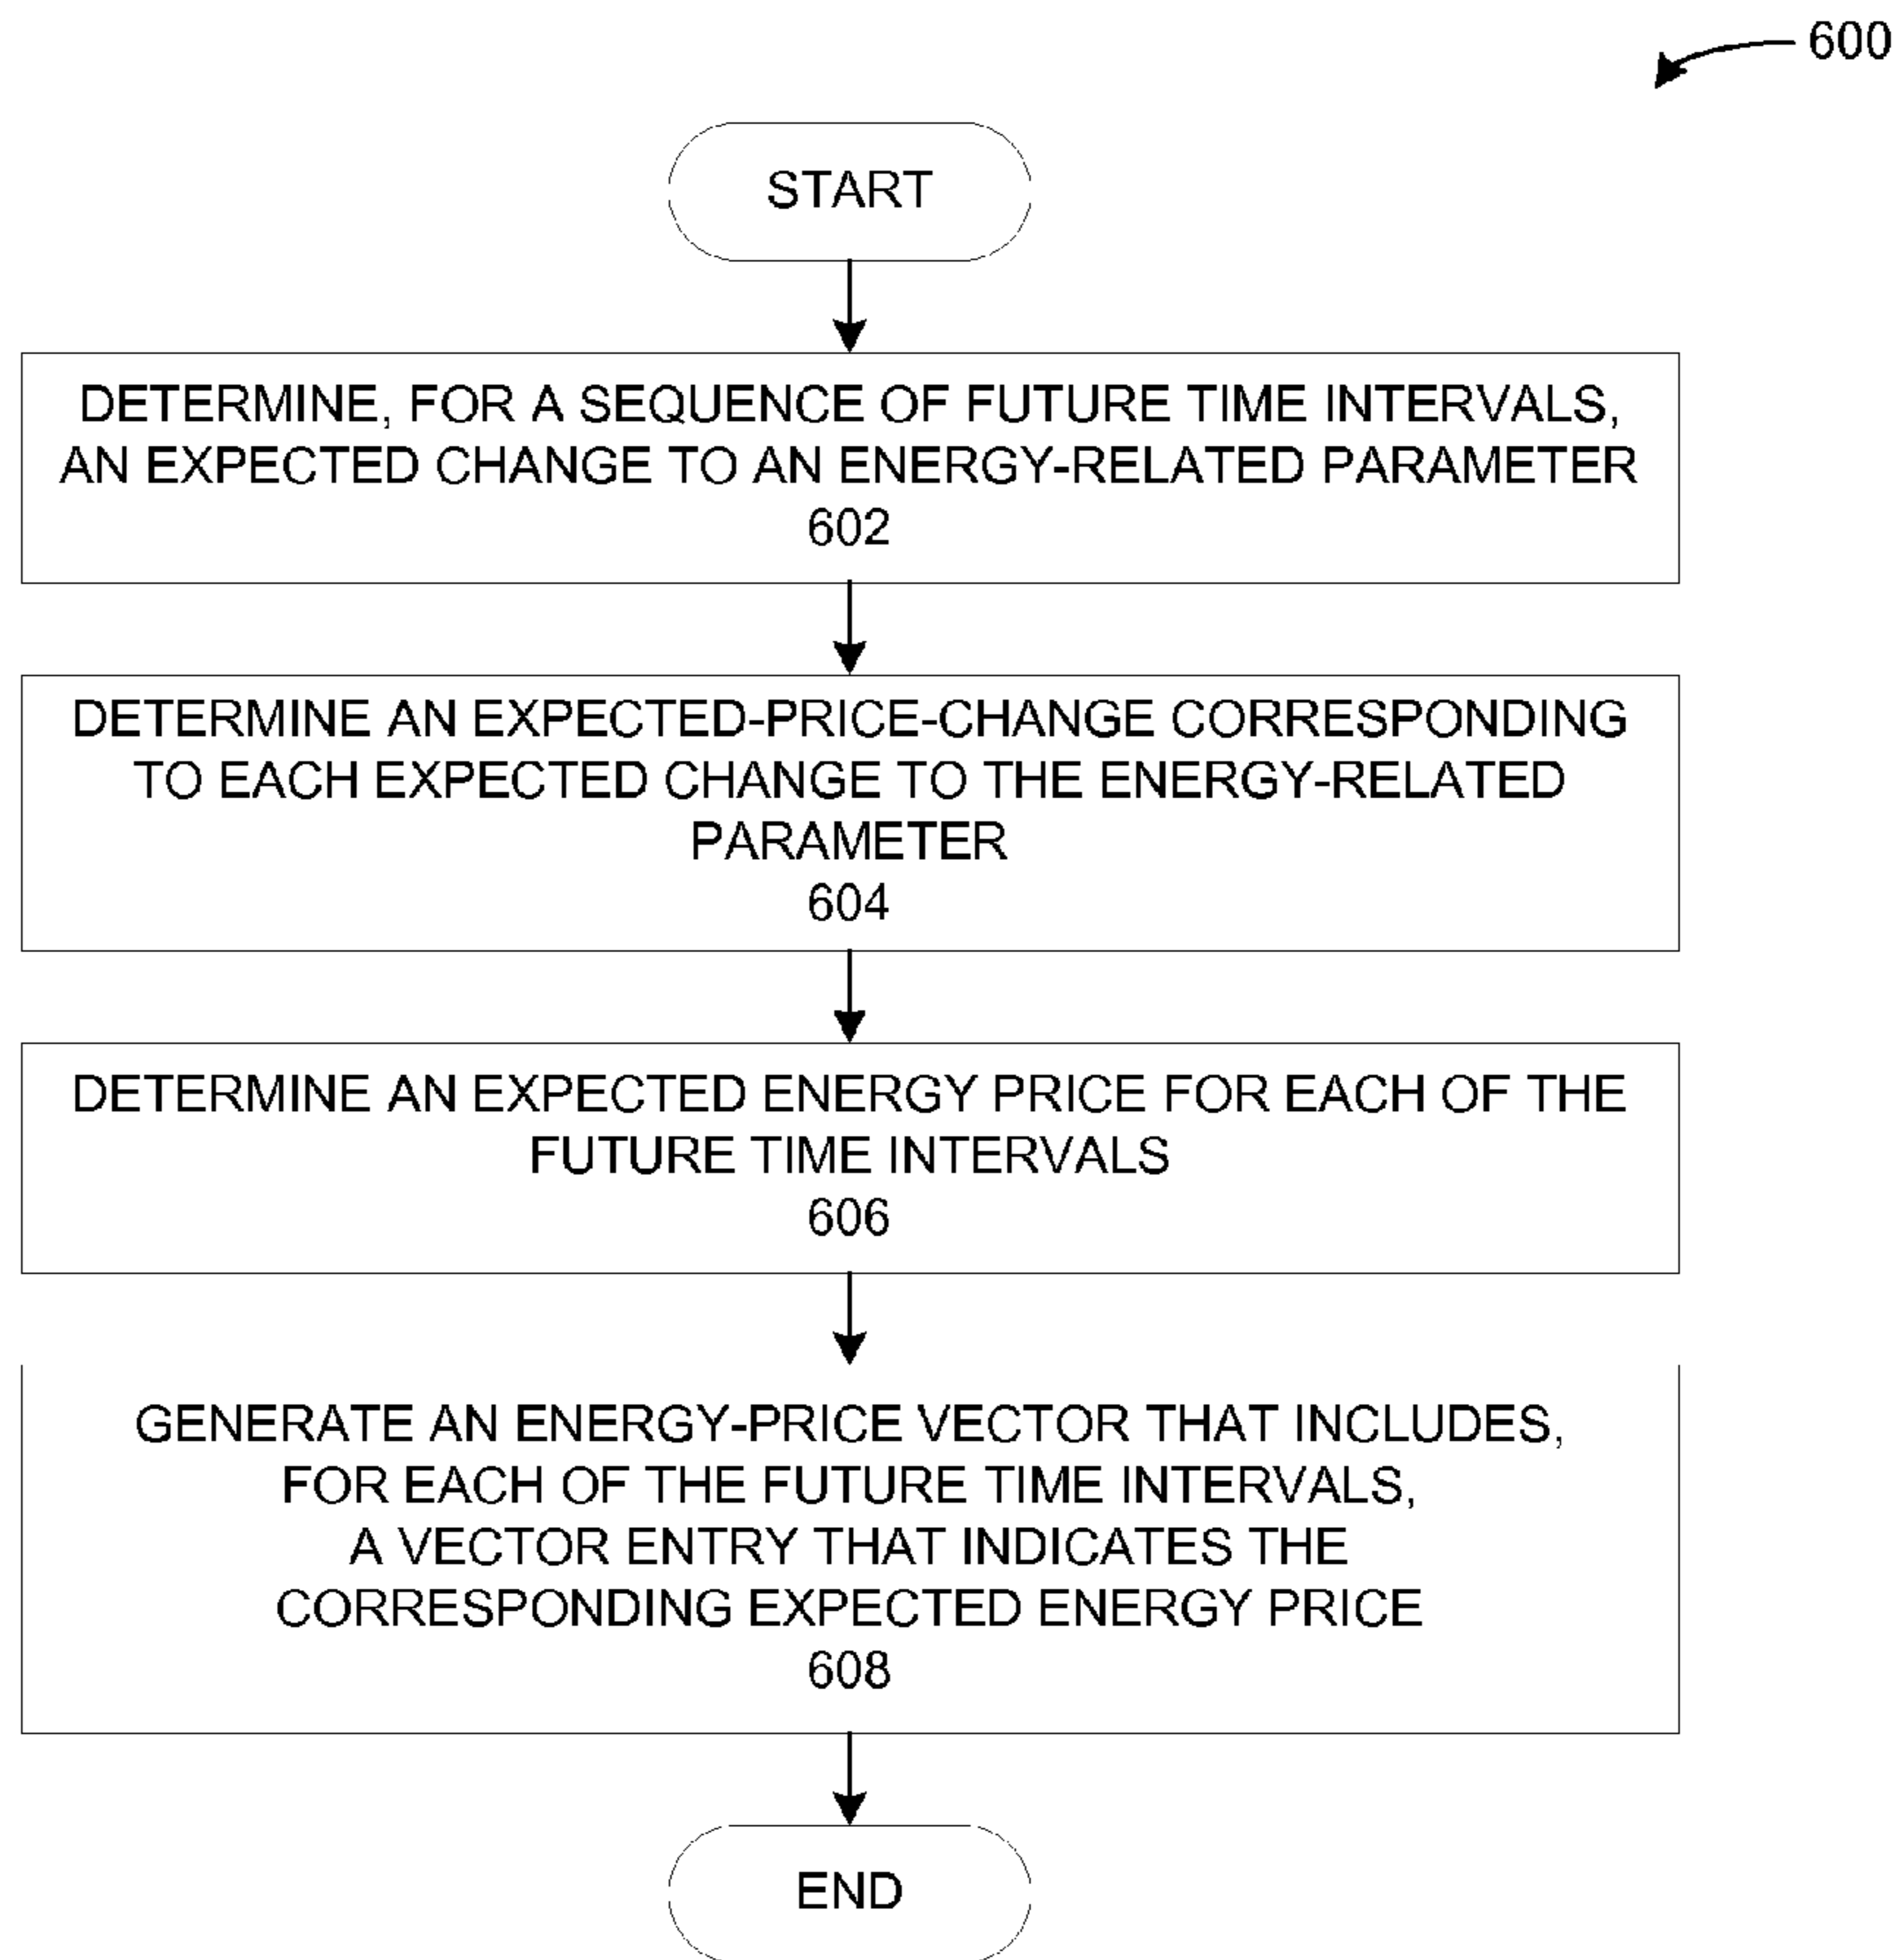 600
START
DETERMINE, FOR A SEQUENCE OF FUTURE TIME INTERVALS,
AN EXPECTED CHANGE TO AN ENERGY-RELATED PARAMETER
602
DETERMINE AN EXPECTED-PRICE-CHANGE CORRESPONDING
TO EACH EXPECTED CHANGE TO THE ENERGY-RELATED
PARAMETER
604
DETERMINE AN EXPECTED ENERGY PRICE FOR EACH OF THE
FUTURE TIME INTERVALS
606
GENERATE AN ENERGY-PRICE VECTOR THAT INCLUDES,
FOR EACH OF THE FUTURE TIME INTERVALS,
A VECTOR ENTRY THAT INDICATES THE
CORRESPONDING EXPECTED ENERGY PRICE
608
END